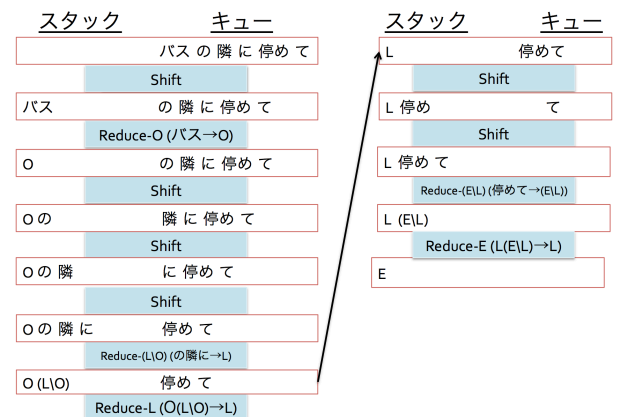 スタック キュー
バス の 隣 に 停め て
Shift
バス の 隣 に 停め て
Reduce-O (バス→O)
O の 隣 に 停め て
Shift
O の 隣 に 停め て
Shift
O の 隣 に 停め て
Shift
O の 隣 に 停め て
Reduce-(L\O) (の隣に→L)
O (L\O) 停め て
Reduce-L (O(L\O)→L)
スタック キュー
L 停めて
Shift
L 停め て
Shift
L 停め て
Reduce-(E\L) (停めて→(E\L))
L (E\L)
Reduce-E (L(E\L)→L)
E